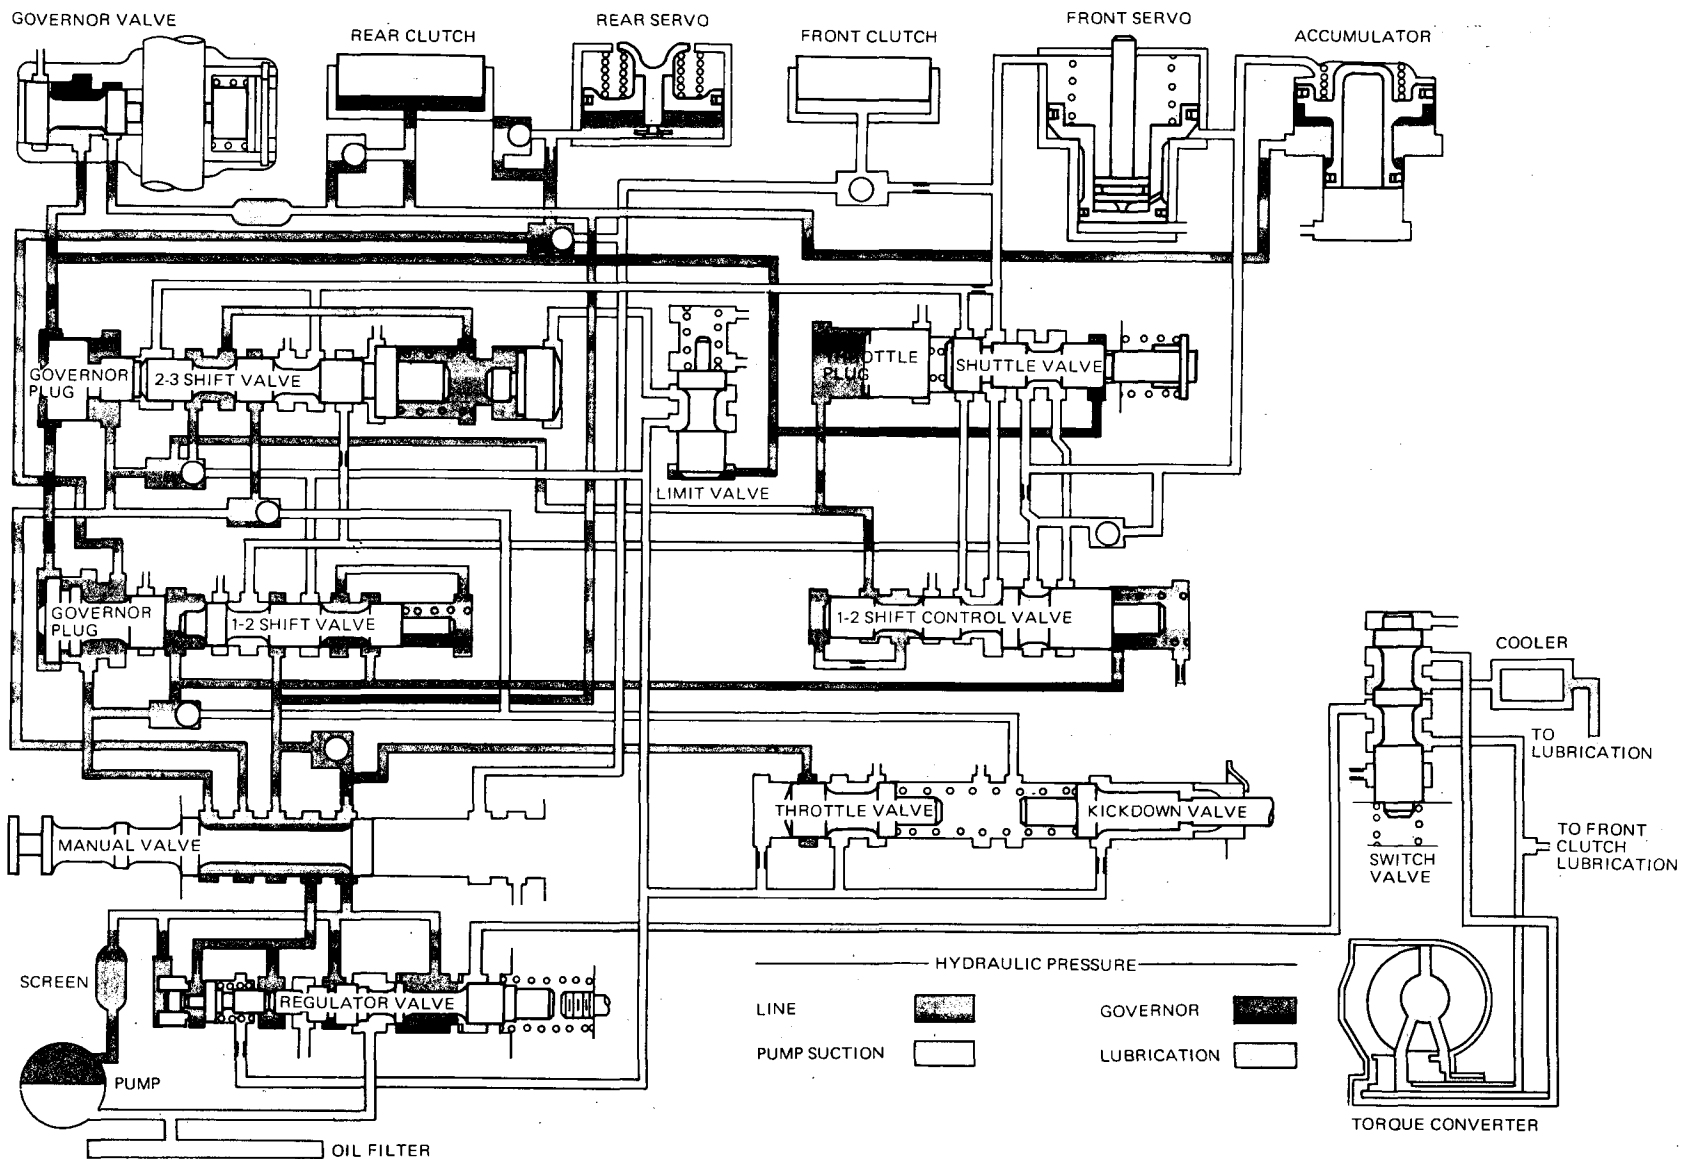 GOVERNOR VALVE
REAR CLUTCH
REAR SERVO
FRONT CLUTCH
FRONT SERVO
ACCUMULATOR
GOVERNOR
PLUG
2-3 SHIFT VALVE
THROTTLE
PLUG
SHUTTLE VALVE
LIMIT VALVE
GOVERNOR
PLUG
1-2 SHIFT VALVE
1-2 SHIFT CONTROL VALVE
COOLER
TO
LUBRICATION
MANUAL VALVE
THROTTLE VALVE
KICKDOWN VALVE
SWITCH
VALVE
TO FRONT
CLUTCH
LUBRICATION
SCREEN
REGULATOR VALVE
HYDRAULIC PRESSURE
LINE
GOVERNOR
PUMP SUCTION
LUBRICATION
PUMP
OIL FILTER
TORQUE CONVERTER